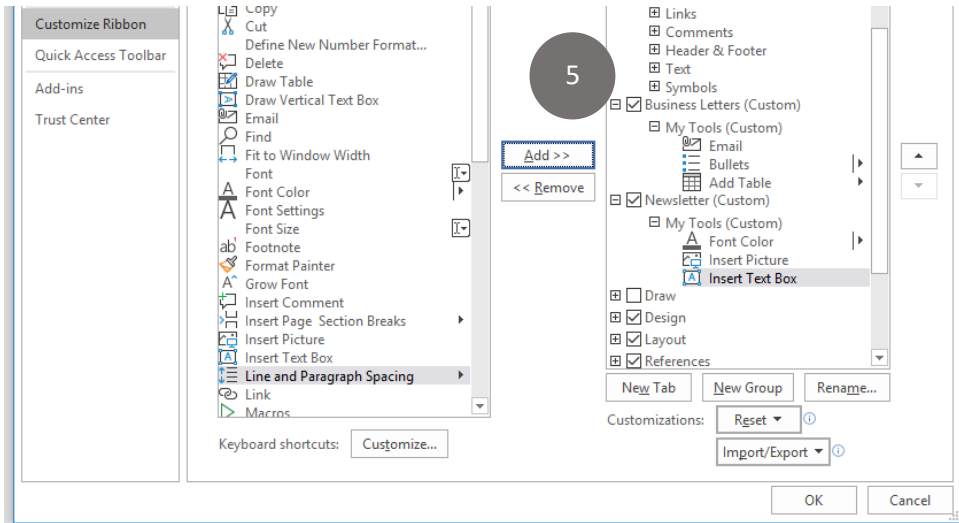 Customize Ribbon
Quick Access Toolbar
Add-ins
Trust Center
Copy
Cut
Define New Number Format...
Delete
Draw Table
Draw Vertical Text Box
Email
Find
Fit to Window Width
Font
Font Color
Font Settings
Font Size
Footnote
Format Painter
Grow Font
Insert Comment
Insert Page  Section Breaks
Insert Picture
Insert Text Box
Line and Paragraph Spacing
Link
Macros
Keyboard shortcuts: Customize...
5
Add >>
<< Remove
Links
Comments
Header & Footer
Text
Symbols
Business Letters (Custom)
My Tools (Custom)
Email
Bullets
Add Table
Newsletter (Custom)
My Tools (Custom)
Font Color
Insert Picture
Insert Text Box
Draw
Design
Layout
References
New Tab New Group Rename...
Customizations: Reset
Import/Export
OK Cancel